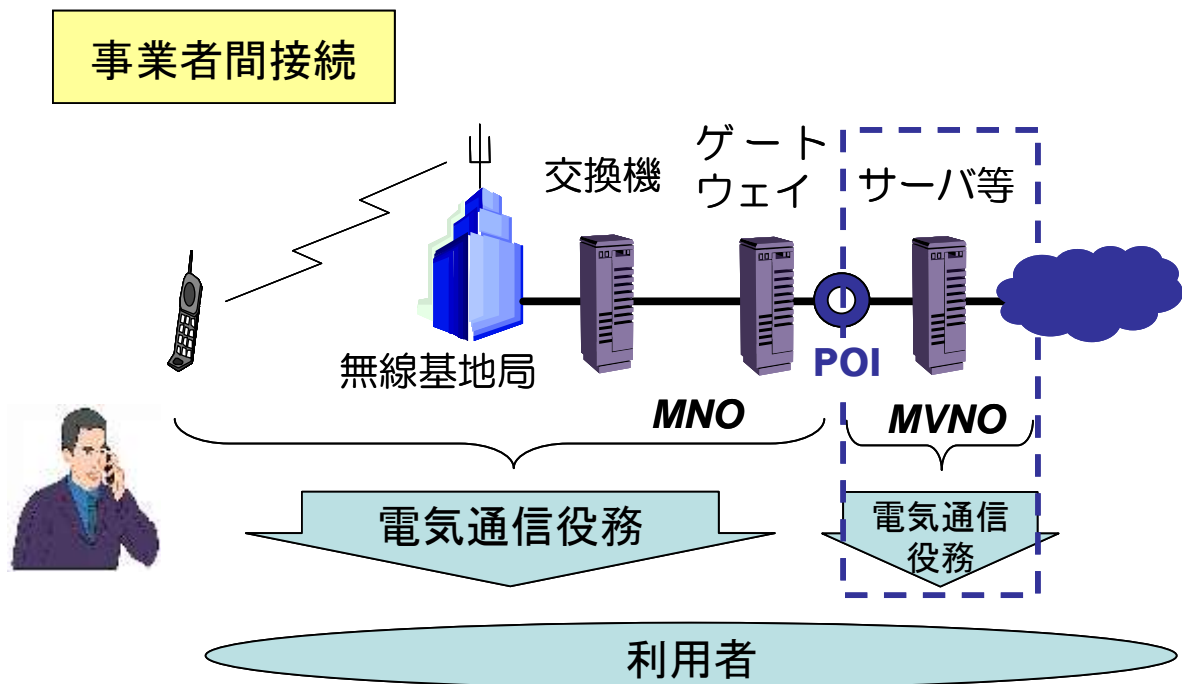 事業者間接続
交換機
ゲート
ウェイ
サーバ等
無線基地局
POI
MNO
MVNO
電気通信役務
電気通信
役務
利用者